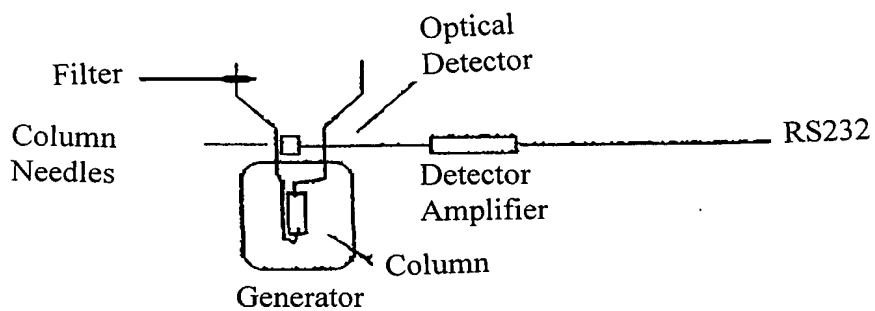 Optical
Detector
Filter
Column
Needles
RS232
Detector
Amplifier
Column
Generator